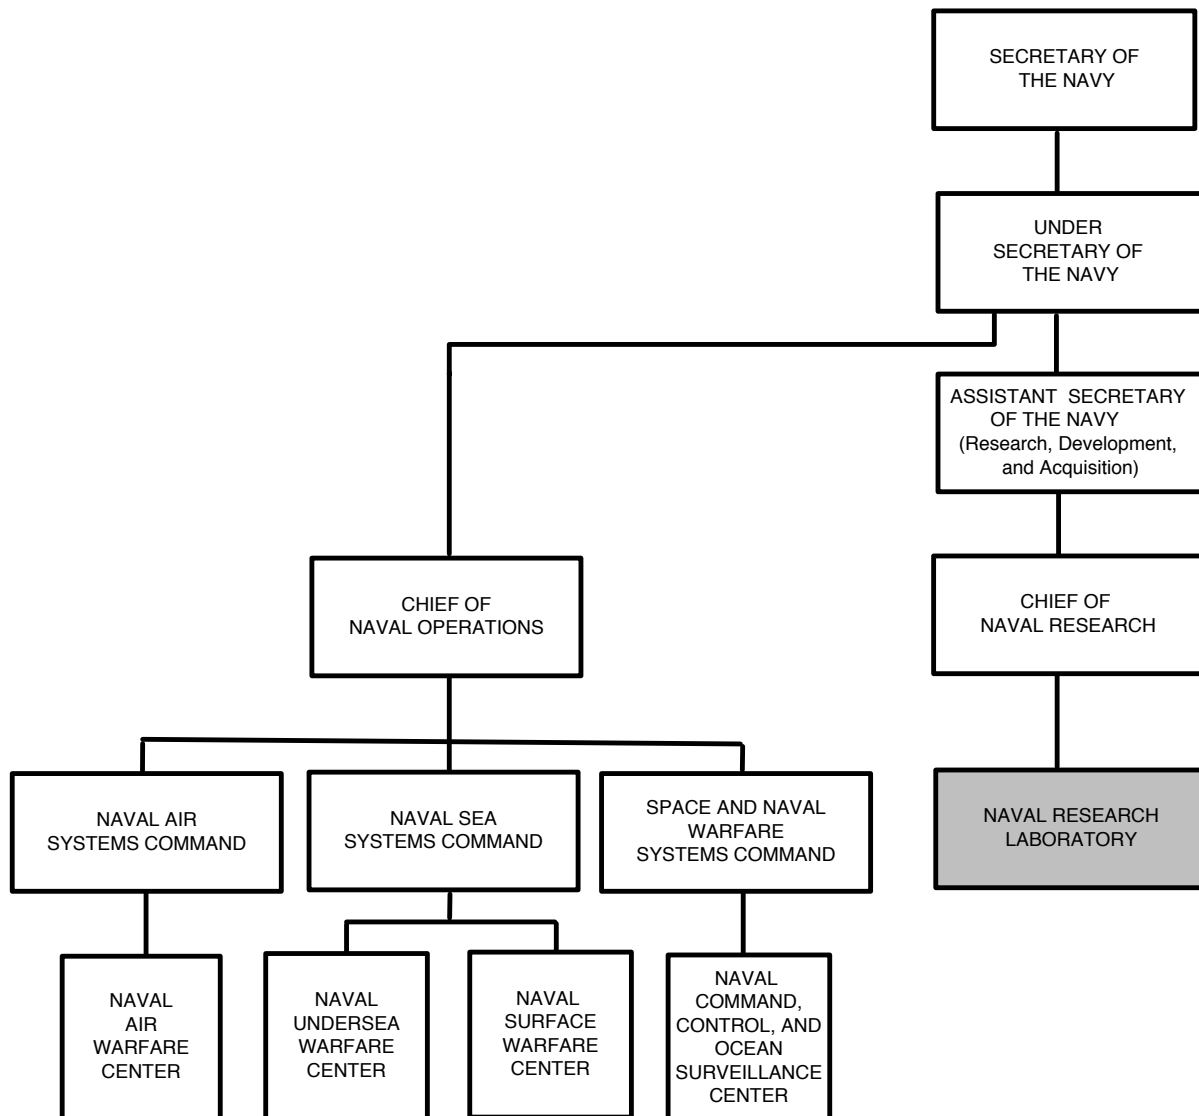 SECRETARY OF
THE NAVY
UNDER
SECRETARY OF
THE NAVY
ASSISTANT SECRETARY
OF THE NAVY
(Research, Development,
and Acquisition)
CHIEF OF
NAVAL OPERATIONS
CHIEF OF
NAVAL RESEARCH
NAVAL AIR
SYSTEMS COMMAND
NAVAL SEA
SYSTEMS COMMAND
SPACE AND NAVAL
WARFARE
SYSTEMS COMMAND
NAVAL RESEARCH
LABORATORY
NAVAL
AIR
WARFARE
CENTER
NAVAL
UNDERSEA
WARFARE
CENTER
NAVAL
SURFACE
WARFARE
CENTER
NAVAL
COMMAND,
CONTROL, AND
OCEAN
SURVEILLANCE
CENTER